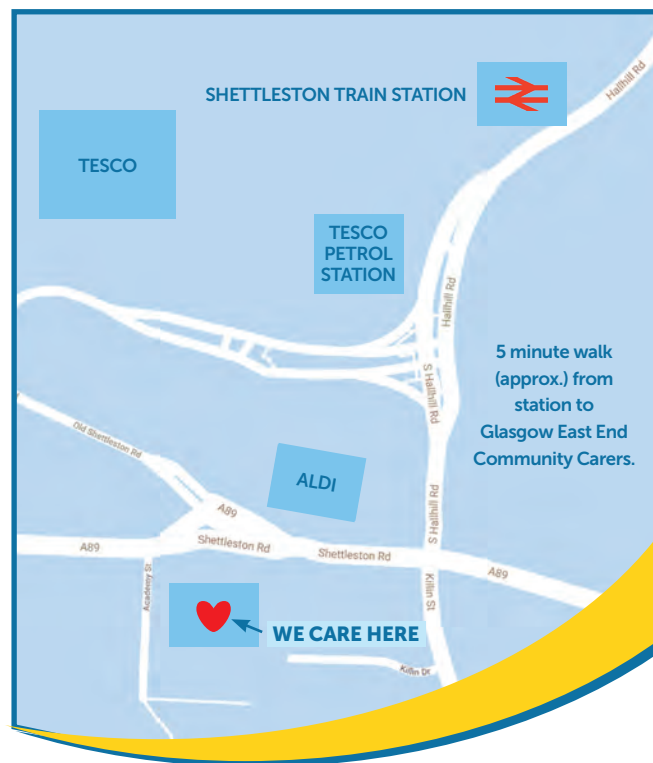 SHETTLESTON TRAIN STATION
Hallhill Rd
TESCO
TESCO
PETROL
STATION
Hallhill Rd
S Hallhill Rd
5 minute walk
(approx.) from
station to
Glasgow East End
Community Carers.
Old Shettleston Rd
ALDI
A89
S Hallhill Rd
A89
Shettleston Rd
Shettleston Rd
A89
Academy St
Killin St
WE CARE HERE
Killin Dr